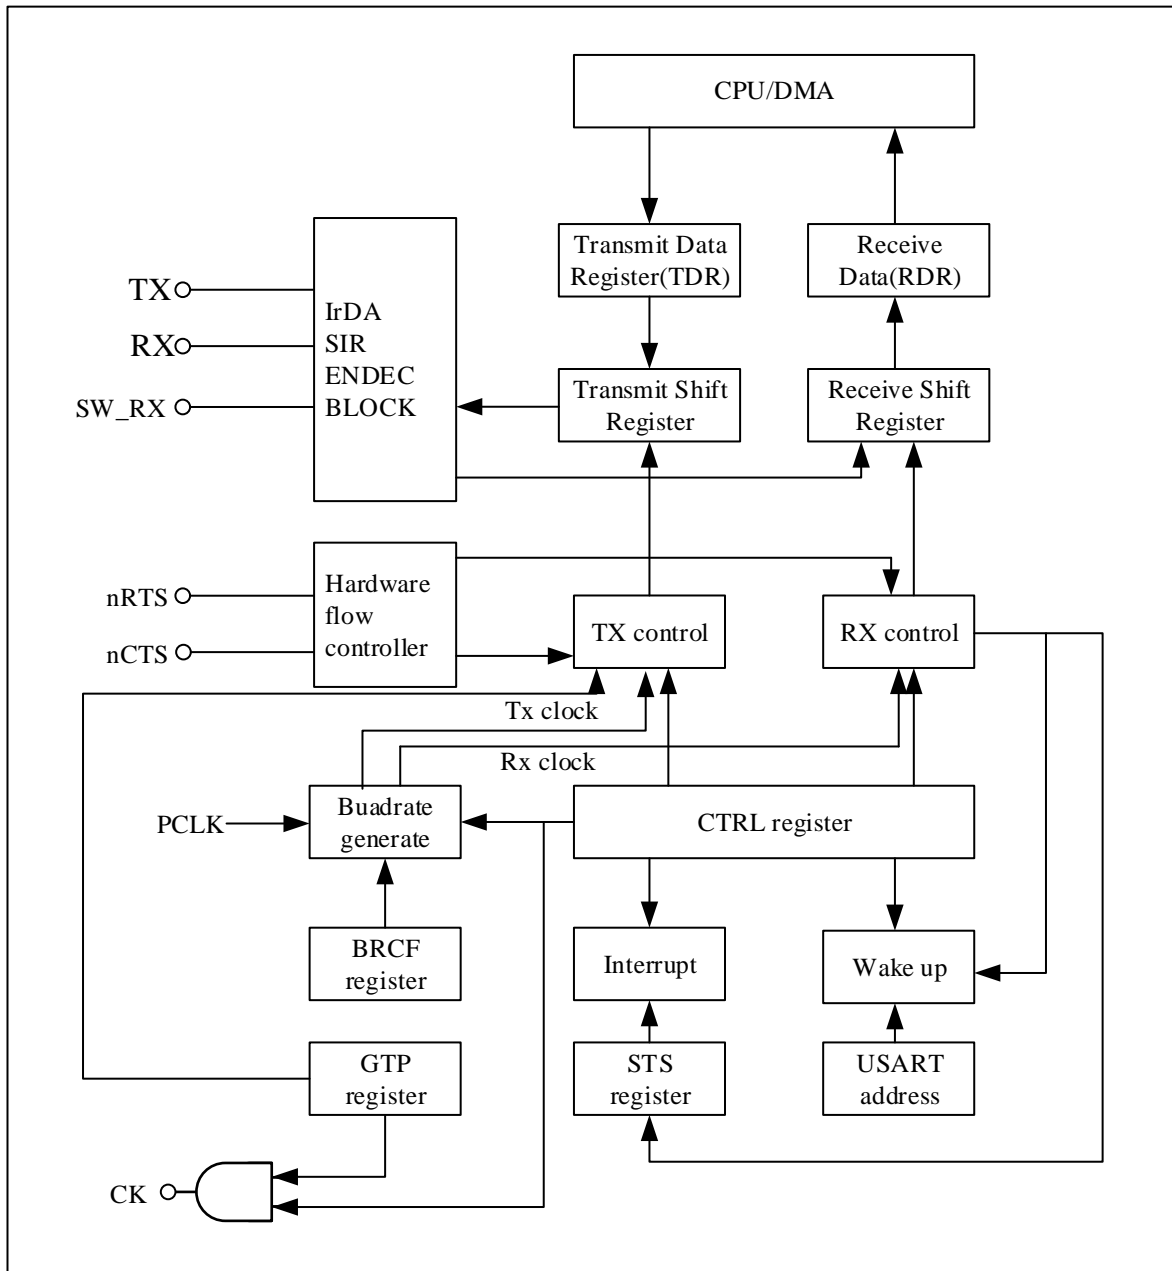 CPU/DMA
Transmit Data
Register(TDR)
Receive
Data(RDR)
TX
RX
SW_RX
IrDA
SIR
ENDEC
BLOCK
Transmit Shift
Register
Receive Shift
Register
nRTS
nCTS
Hardware
flow
controller
TX control
RX control
Tx clock
Rx clock
PCLK
Buadrate
generate
CTRL register
BRCF
register
Interrupt
Wake up
GTP
register
STS
register
USART
address
CK